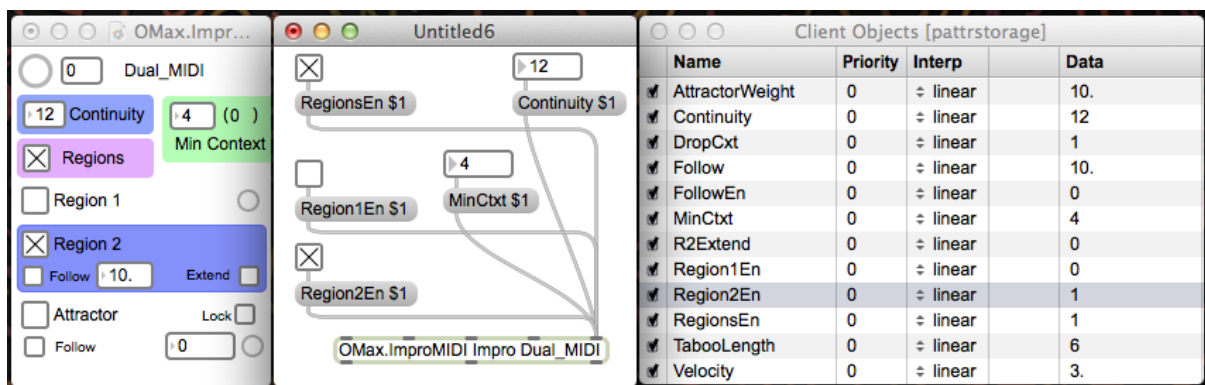 OMax.Impr...
0 Dual_MIDI
12 Continuity
4 (0 )
Min Context
Regions
Region 1
Region 2
Follow 10. Extend
Attractor Lock
Follow 0
Untitled6
12
RegionsEn $1 Continuity $1
4
Region1En $1 MinCtxt $1
Region2En $1
OMax.ImproMIDI Impro Dual_MIDI
Client Objects [pattrstorage]
Name Priority Interp Data
AttractorWeight 0 linear 10.
Continuity 0 linear 12
DropCxt 0 linear 1
Follow 0 linear 10.
FollowEn 0 linear 0
MinCtxt 0 linear 4
R2Extend 0 linear 0
Region1En 0 linear 0
Region2En 0 linear 1
RegionsEn 0 linear 1
TabooLength 0 linear 6
Velocity 0 linear 3.